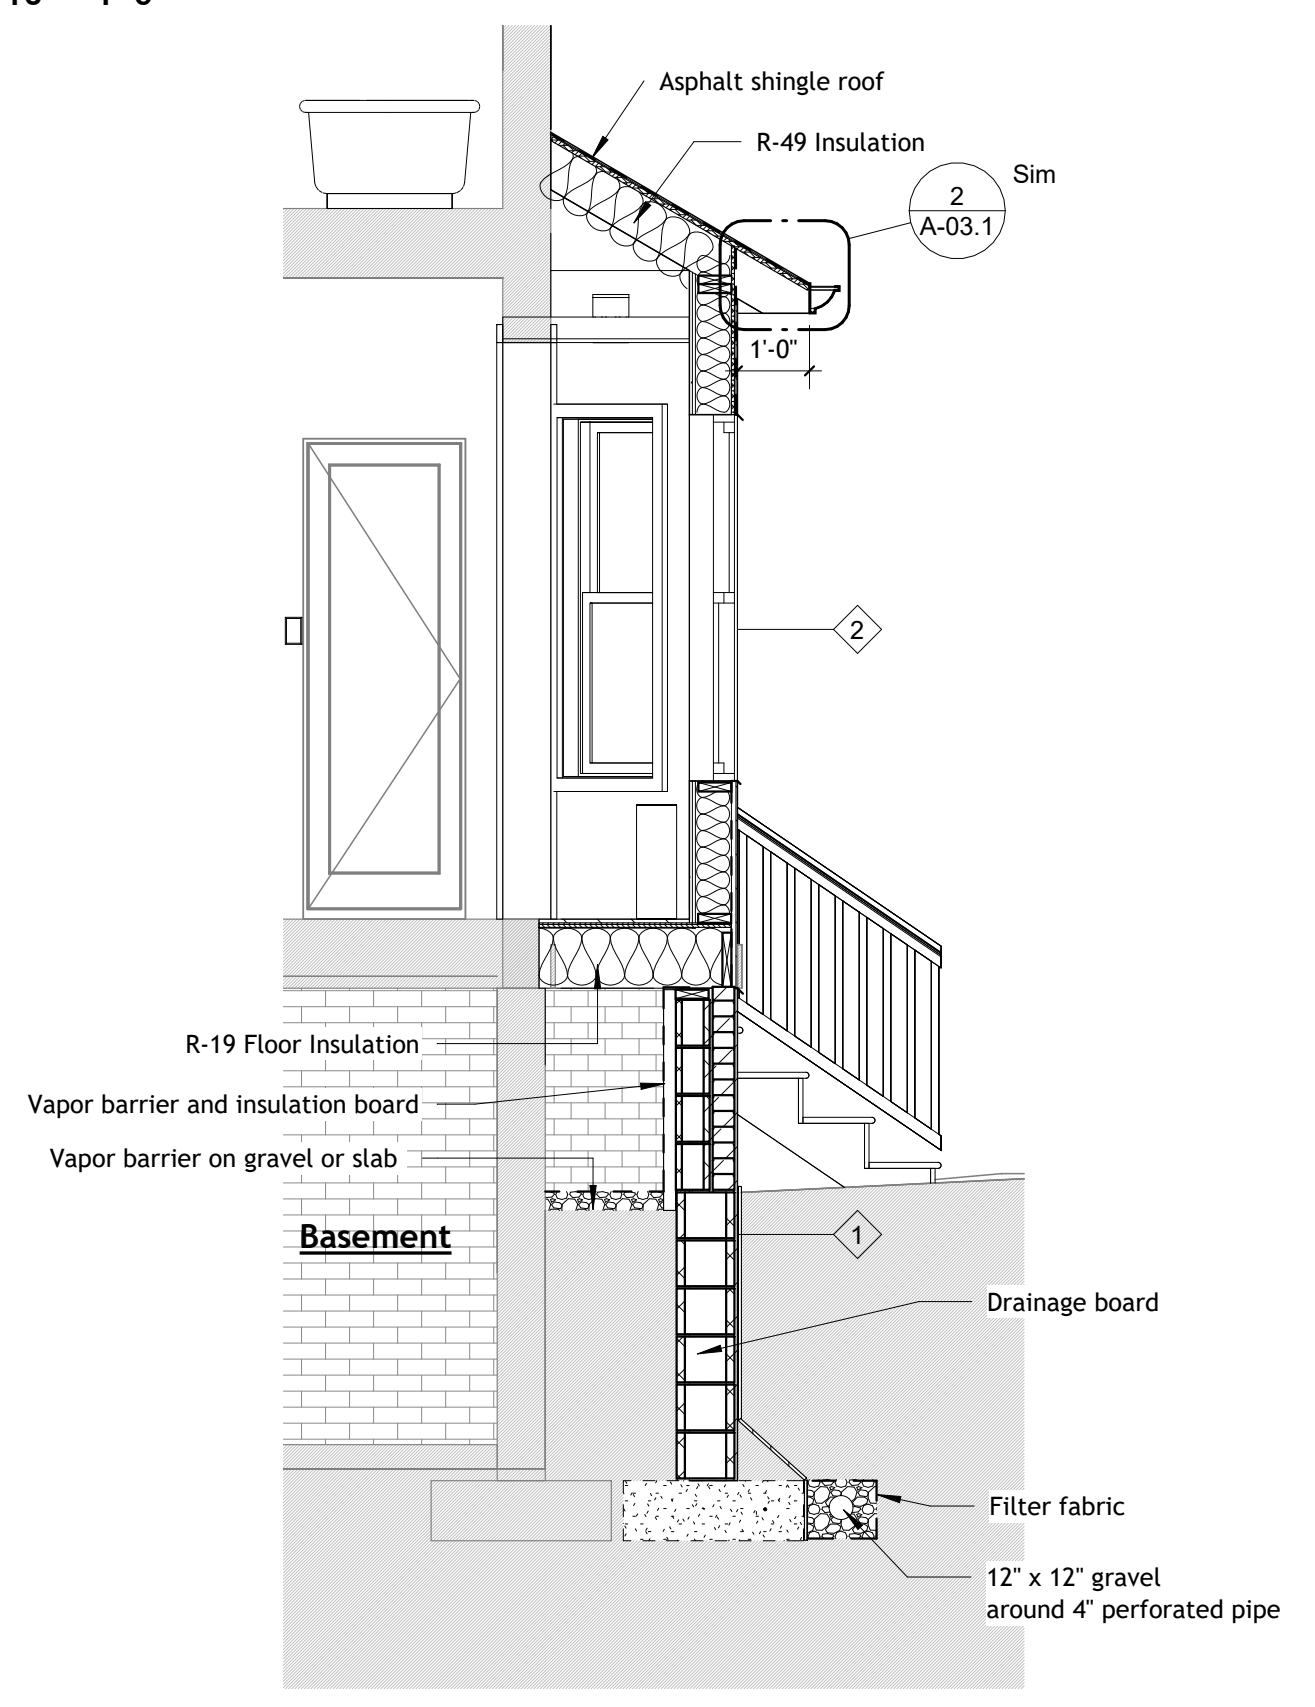 Asphalt shingle roof
R-49 Insulation
Sim
2
A-03.1
1'-0"
2
R-19 Floor Insulation
Vapor barrier and insulation board
Vapor barrier on gravel or slab
Basement
1
Drainage board
Filter fabric
12" x 12" gravel
around 4" perforated pipe